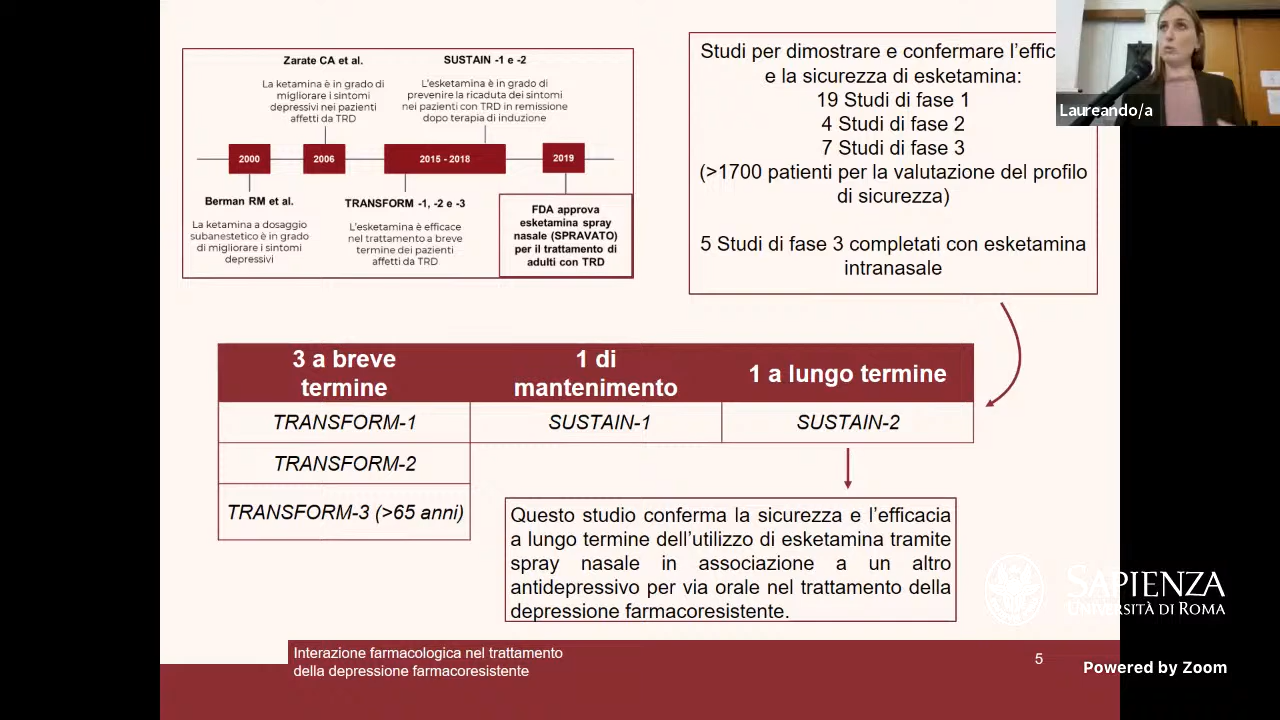 Zarate CA et al.
La ketamina è in grado di
migliorare i sintomi
depressivi nei pazienti
affetti da TRD
SUSTAIN -1 e -2
L'esketamina è in grado di
prevenire la ricaduta dei sintomi
nei pazienti con TRD in remissione
dopo terapia di induzione
2000
2006
2015 - 2018
2019
Berman RM et al.
La ketamina a dosaggio
subanestetico è in grado
di migliorare i sintomi
depressivi
TRANSFORM -1, -2 e -3
L'esketamina è efficace
nel trattamento a breve
termine dei pazienti
affetti da TRD
FDA approva
esketamina spray
nasale (SPRAVATO)
per il trattamento di
adulti con TRD
Studi per dimostrare e confermare l'effic
e la sicurezza di esketamina:
19 Studi di fase 1
4 Studi di fase 2
7 Studi di fase 3
(>1700 patienti per la valutazione del profilo
di sicurezza)
5 Studi di fase 3 completati con esketamina
intranasale
Laureando/a
3 a breve
termine
1 di
mantenimento
1 a lungo termine
TRANSFORM-1
SUSTAIN-1
SUSTAIN-2
TRANSFORM-2
TRANSFORM-3 (>65 anni)
Questo studio conferma la sicurezza e l'efficacia
a lungo termine dell'utilizzo di esketamina tramite
spray nasale in associazione a un altro
antidepressivo per via orale nel trattamento della
depressione farmacoresistente.
SAPIENZA
UNIVERSITÀ DI ROMA
Interazione farmacologica nel trattamento
della depressione farmacoresistente
5
Powered by Zoom